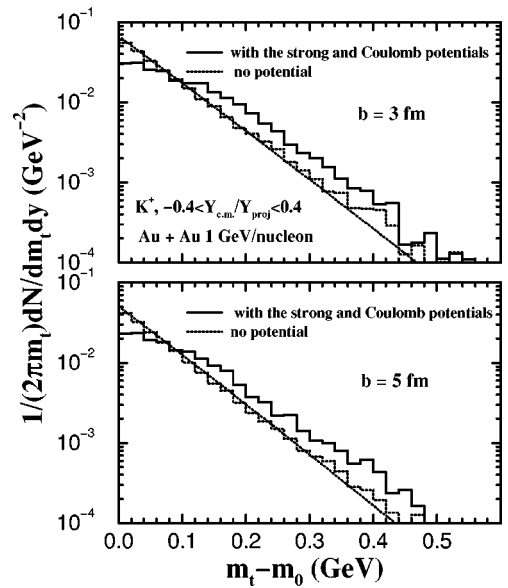 1/(2πm_t)dN/dm_tdy (GeV^-2)
10^-1
with the strong and Coulomb potentials
no potential
10^-2
b = 3 fm
10^-3
K^+, -0.4<Y_c.m./Y_proj<0.4
Au + Au 1 GeV/nucleon
10^-4
10^-1
with the strong and Coulomb potentials
no potential
10^-2
b = 5 fm
10^-3
10^-4
0.0 0.1 0.2 0.3 0.4 0.5
m_t-m_0 (GeV)